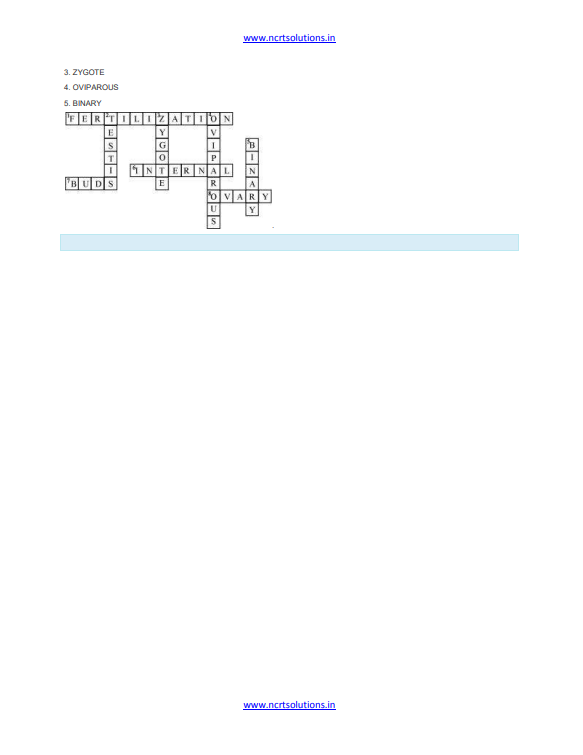 www.ncrtsolutions.in
3. ZYGOTE
4. OVIPAROUS
5. BINARY
1F E R 2T I L I 3Z A T I 4O N
E Y V
S G I 5B
T O P I
I 6I N T E R N A L N
7B U D S E R A
8O V A R Y
U Y
S
www.ncrtsolutions.in